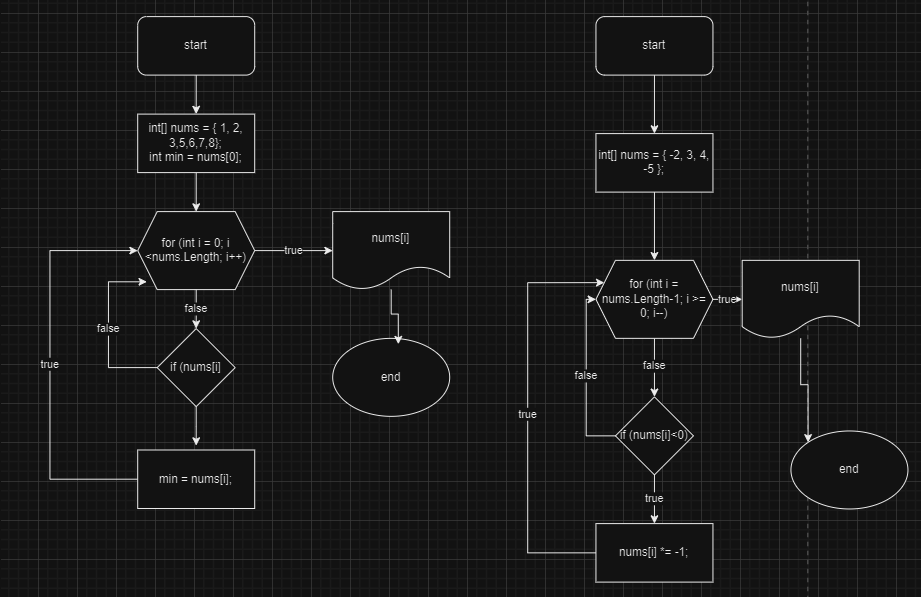 start
int[] nums = { 1, 2,
3,5,6,7,8};
int min = nums[0];
for (int i = 0; i
<nums.Length; i++)
true
nums[i]
false
false
if (nums[i]
true
end
min = nums[i];
start
int[] nums = { -2, 3, 4,
-5 };
for (int i =
nums.Length-1; i >=
0; i--)
true
nums[i]
false
false
true
if (nums[i]<0)
end
true
nums[i] *= -1;